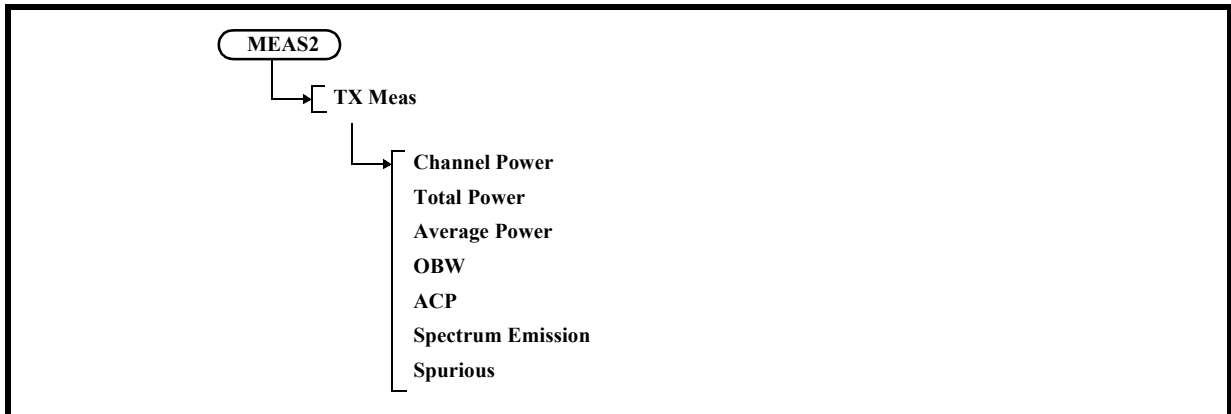 MEAS2
TX Meas
Channel Power
Total Power
Average Power
OBW
ACP
Spectrum Emission
Spurious